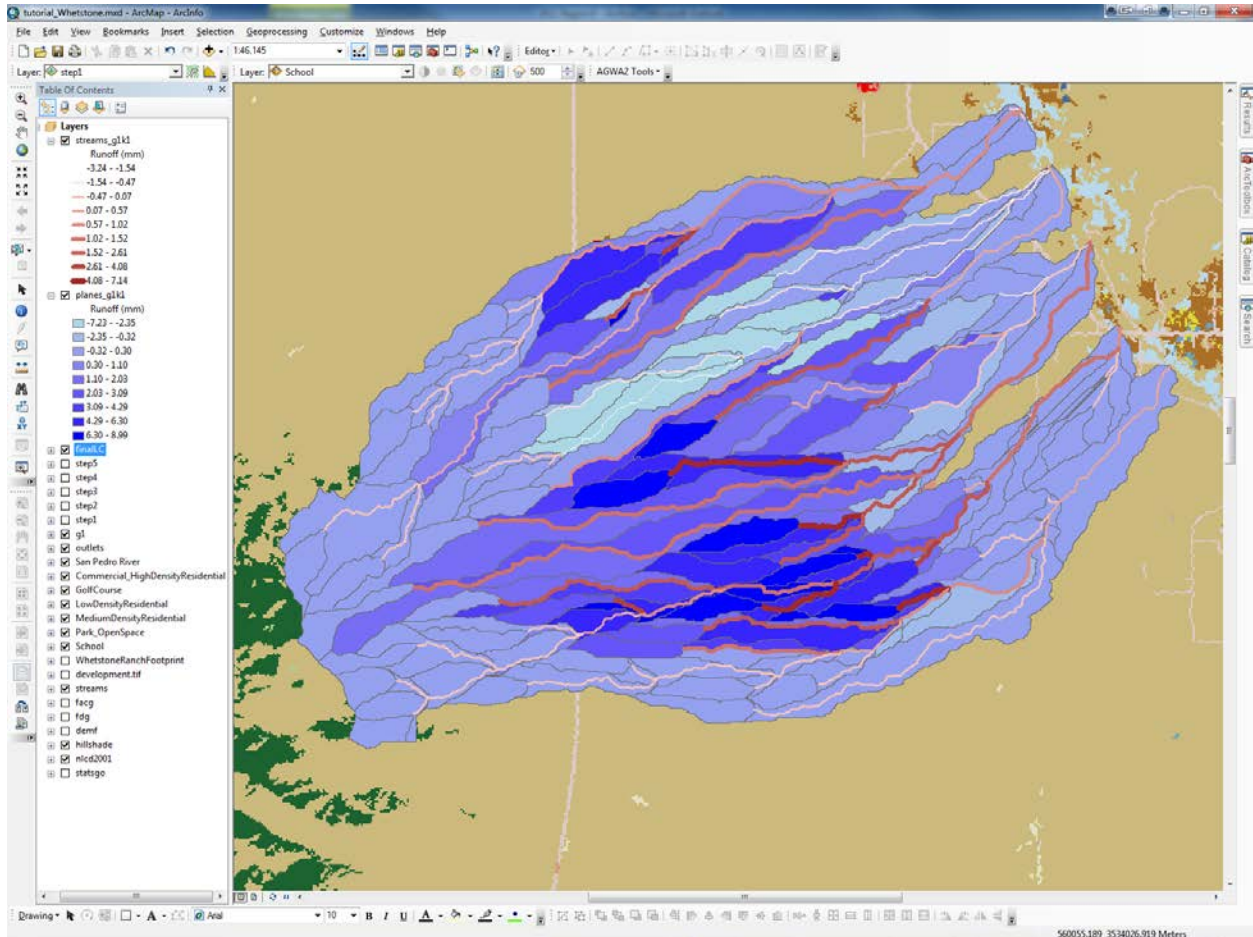 tutorial_Whetstone.mxd - ArcMap - ArcInfo
File Edit View Bookmarks Insert Selection Geoprocessing Customize Windows Help
1:46,145 Editor
Layer: step1 Layer: School 500 AGWA2 Tools
Table Of Contents
Layers
streams_g1k1
Runoff (mm)
-3.24 - -1.54
-1.54 - -0.47
-0.47 - 0.07
0.07 - 0.57
0.57 - 1.02
1.02 - 1.52
1.52 - 2.61
2.61 - 4.08
4.08 - 7.14
planes_g1k1
Runoff (mm)
-7.23 - -2.35
-2.35 - -0.32
-0.32 - 0.30
0.30 - 1.10
1.10 - 2.03
2.03 - 3.09
3.09 - 4.29
4.29 - 6.30
6.30 - 8.99
finalLC
step5
step4
step3
step2
step1
g1
outlets
San Pedro River
Commercial_HighDensityResidential
GolfCourse
LowDensityResidential
MediumDensityResidential
Park_OpenSpace
School
WhetstoneRanchFootprint
development.tif
streams
facg
fdg
demf
hillshade
nlcd2001
statsgo
Results
ArcToolbox
Catalog
Search
Drawing Arial 10 B I U A
560055.189 3534026.919 Meters